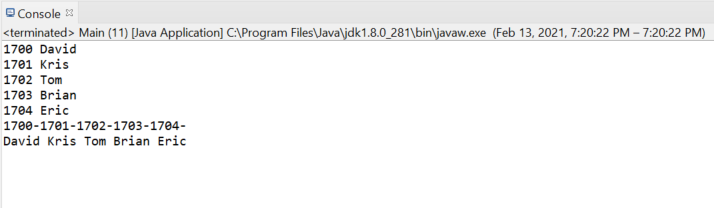 Console
<terminated> Main (11) [Java Application] C:\Program Files\Java\jdk1.8.0_281\bin\javaw.exe (Feb 13, 2021, 7:20:22 PM – 7:20:22 PM)
1700 David
1701 Kris
1702 Tom
1703 Brian
1704 Eric
1700-1701-1702-1703-1704-
David Kris Tom Brian Eric